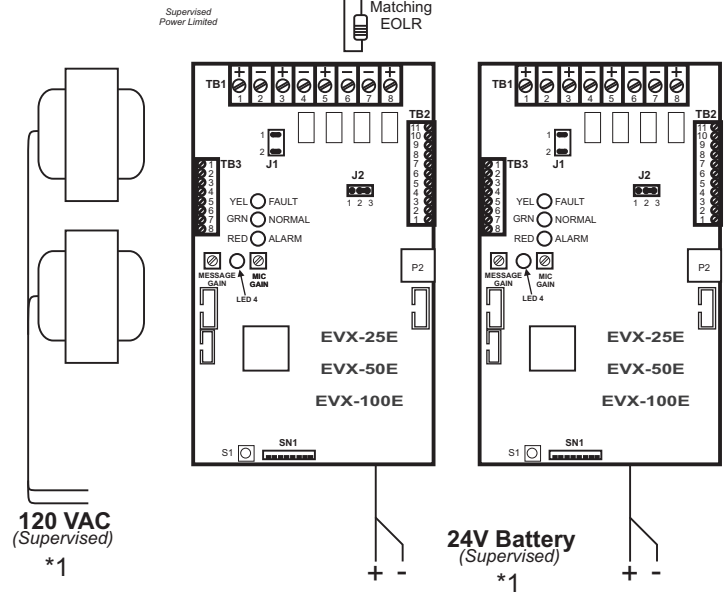 Supervised
Power Limited
Matching
EOLR
TB1
+ − + − + − − +
1 2 3 4 5 6 7 8
TB2
11
10
9
8
7
6
5
4
3
2
1
1
2
J1
TB3
1
2
3
4
5
6
7
8
J2
1 2 3
YEL FAULT
GRN NORMAL
RED ALARM
MESSAGE
GAIN
MIC
GAIN
LED 4
P2
EVX-25E
EVX-50E
EVX-100E
S1
SN1
TB1
+ − + − + − − +
1 2 3 4 5 6 7 8
TB2
11
10
9
8
7
6
5
4
3
2
1
1
2
J1
TB3
1
2
3
4
5
6
7
8
J2
1 2 3
YEL FAULT
GRN NORMAL
RED ALARM
MESSAGE
GAIN
MIC
GAIN
LED 4
P2
EVX-25E
EVX-50E
EVX-100E
S1
SN1
120 VAC
(Supervised)
*1
+ -
24V Battery
(Supervised)
*1
+ -